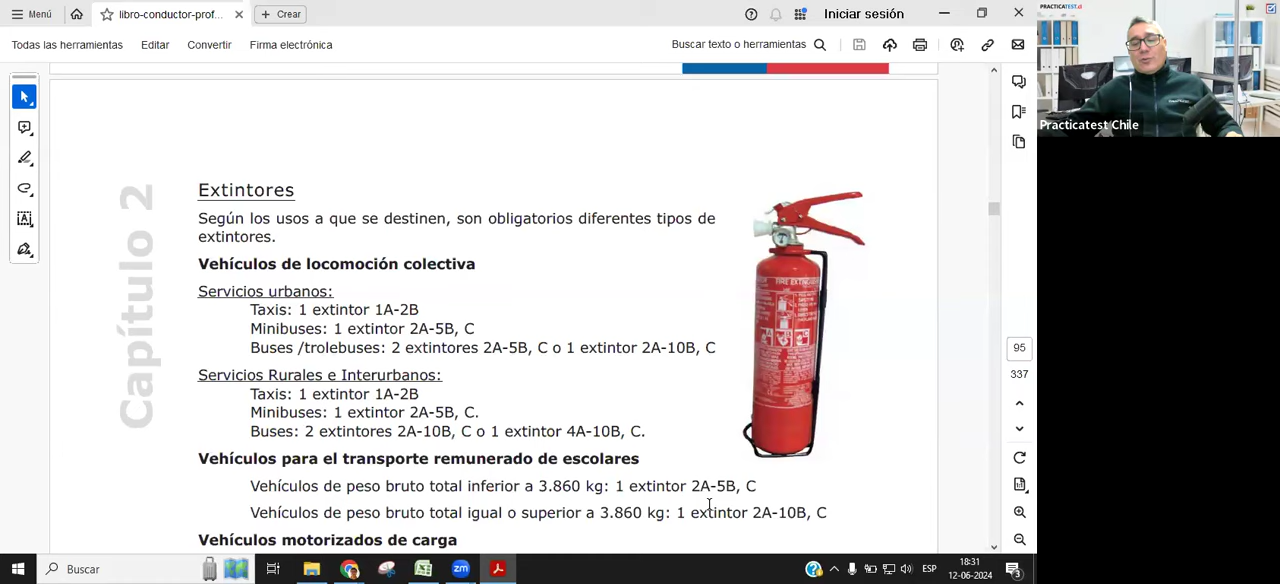 Menú
libro-conductor-prof...
Crear
Iniciar sesión
Todas las herramientas
Editar
Convertir
Firma electrónica
Buscar texto o herramientas
PRACTICATEST.cl
Practicatest Chile
Capítulo 2
Extintores
Según los usos a que se destinen, son obligatorios diferentes tipos de
extintores.
Vehículos de locomoción colectiva
Servicios urbanos:
Taxis: 1 extintor 1A-2B
Minibuses: 1 extintor 2A-5B, C
Buses /trolebuses: 2 extintores 2A-5B, C o 1 extintor 2A-10B, C
Servicios Rurales e Interurbanos:
Taxis: 1 extintor 1A-2B
Minibuses: 1 extintor 2A-5B, C.
Buses: 2 extintores 2A-10B, C o 1 extintor 4A-10B, C.
Vehículos para el transporte remunerado de escolares
Vehículos de peso bruto total inferior a 3.860 kg: 1 extintor 2A-5B, C
Vehículos de peso bruto total igual o superior a 3.860 kg: 1 extintor 2A-10B, C
Vehículos motorizados de carga
FIRE EXTINGUISHER
95
337
Buscar
zm
ESP
18:31
12-06-2024
3